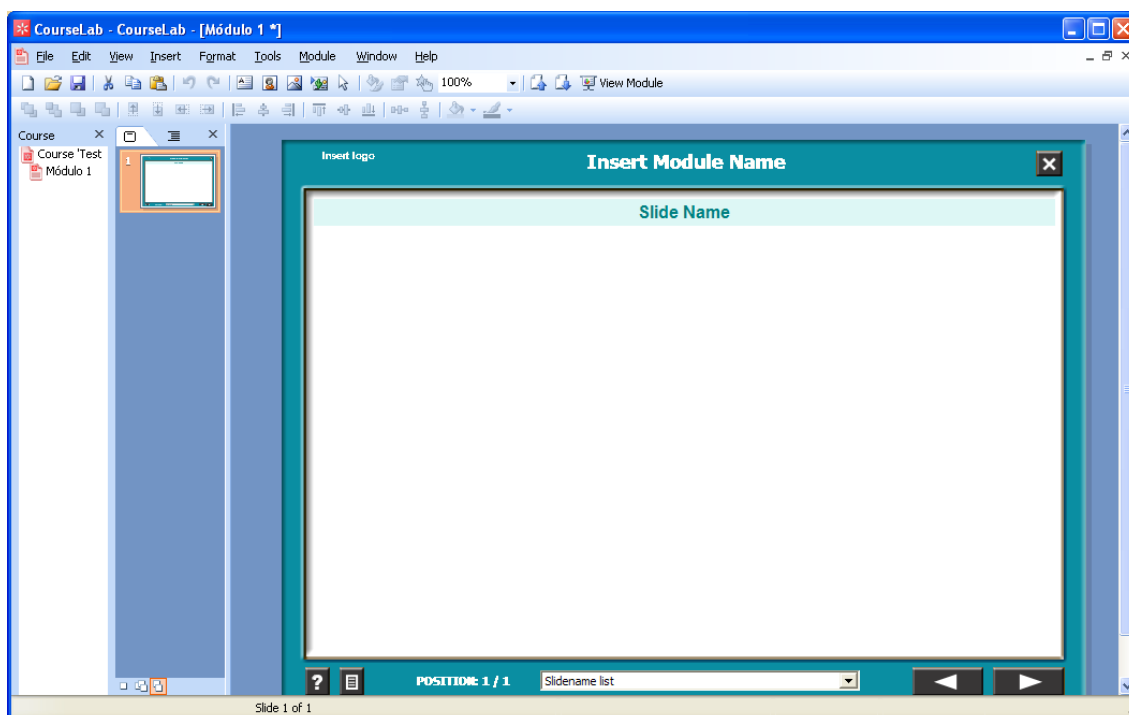 CourseLab - CourseLab - [Módulo 1 *]
File Edit View Insert Format Tools Module Window Help
100% View Module
Course
Course 'Test
Módulo 1
1
Insert logo
Insert Module Name
Slide Name
? POSITION: 1 / 1 Slidename list
Slide 1 of 1